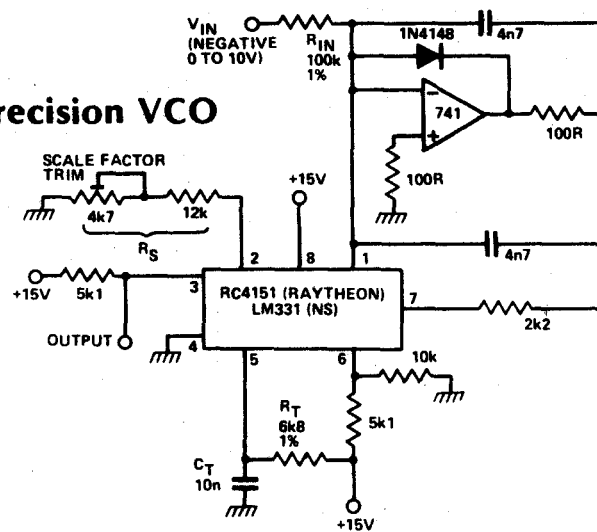 recision VCO
V_IN
(NEGATIVE
0 TO 10V)
R_IN
100k
1%
1N4148
4n7
741
100R
100R
SCALE FACTOR
TRIM
4k7
12k
R_S
+15V
+15V
5k1
OUTPUT
2
8
1
3
4
5
6
7
RC4151 (RAYTHEON)
LM331 (NS)
4n7
2k2
10k
5k1
R_T
6k8
1%
C_T
10n
+15V